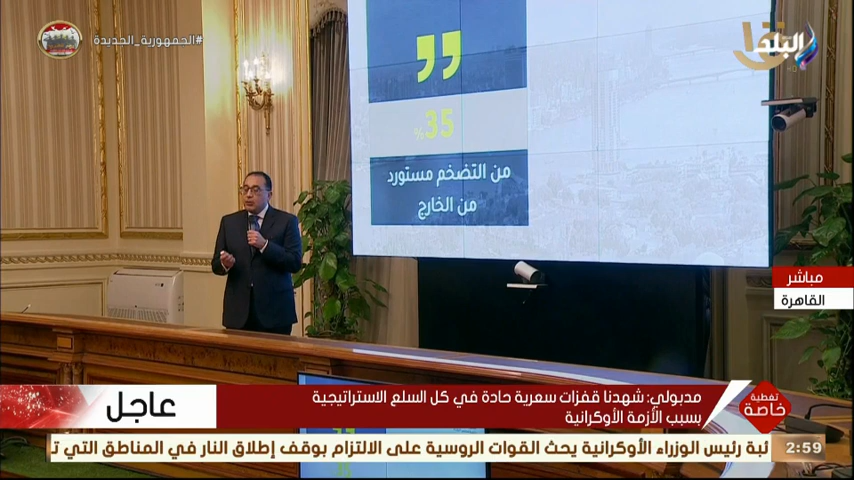 #الجمهورية_الجديدة
البلد
%35
من التضخم مستورد
من الخارج
مباشر
القاهرة
تغطية
خاصة
عاجل
مدبولي: شهدنا قفزات سعرية حادة في كل السلع الاستراتيجية
بسبب الأزمة الأوكرانية
2:59
ئبة رئيس الوزراء الأوكرانية يحث القوات الروسية على الالتزام بوقف إطلاق النار في المناطق التي ت